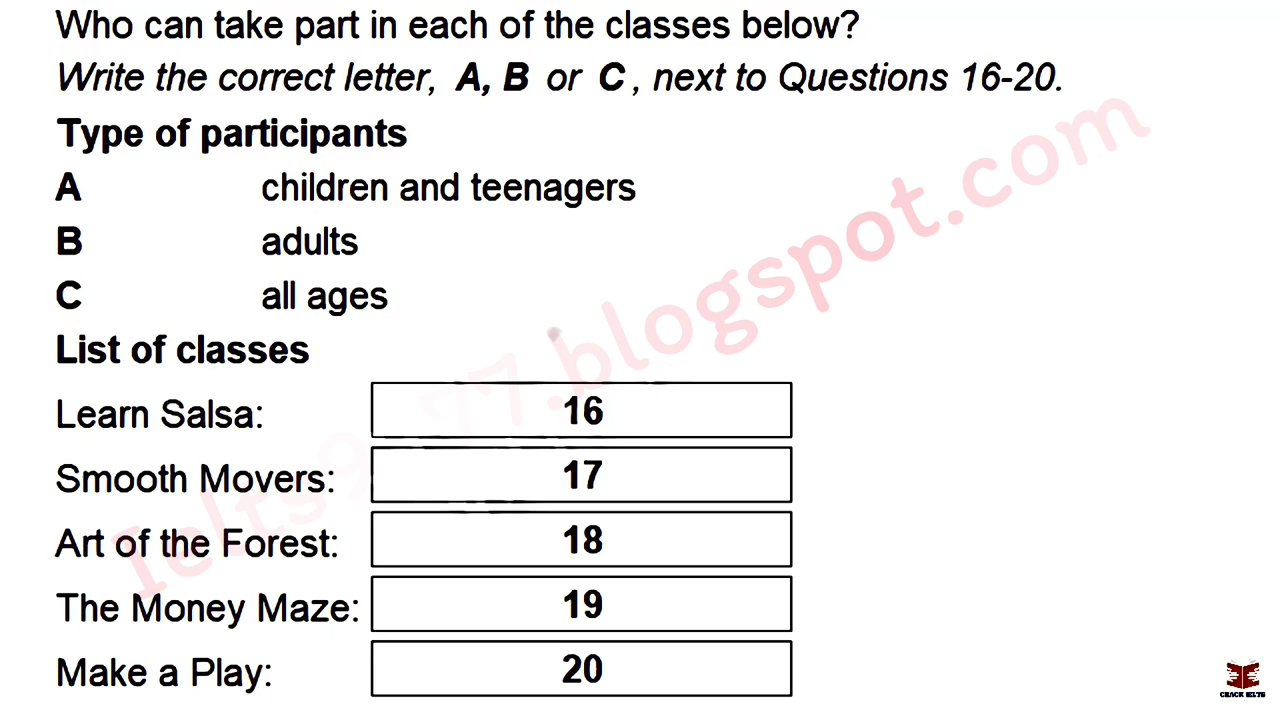 Who can take part in each of the classes below?
Write the correct letter, A, B or C, next to Questions 16-20.
Type of participants
A children and teenagers
B adults
C all ages
List of classes
Learn Salsa: 16
Smooth Movers: 17
Art of the Forest: 18
The Money Maze: 19
Make a Play: 20
CRACK IELTS